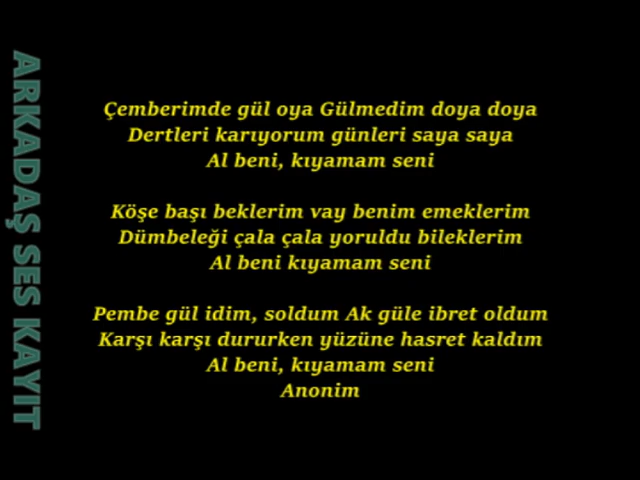 ARKADAŞ SES KAYIT
Çemberimde gül oya Gülmedim doya doya
Dertleri karıyorum günleri saya saya
Al beni, kıyamam seni
Köşe başı beklerim vay benim emeklerim
Dümbeleği çala çala yoruldu bileklerim
Al beni kıyamam seni
Pembe gül idim, soldum Ak güle ibret oldum
Karşı karşı dururken yüzüne hasret kaldım
Al beni, kıyamam seni
Anonim